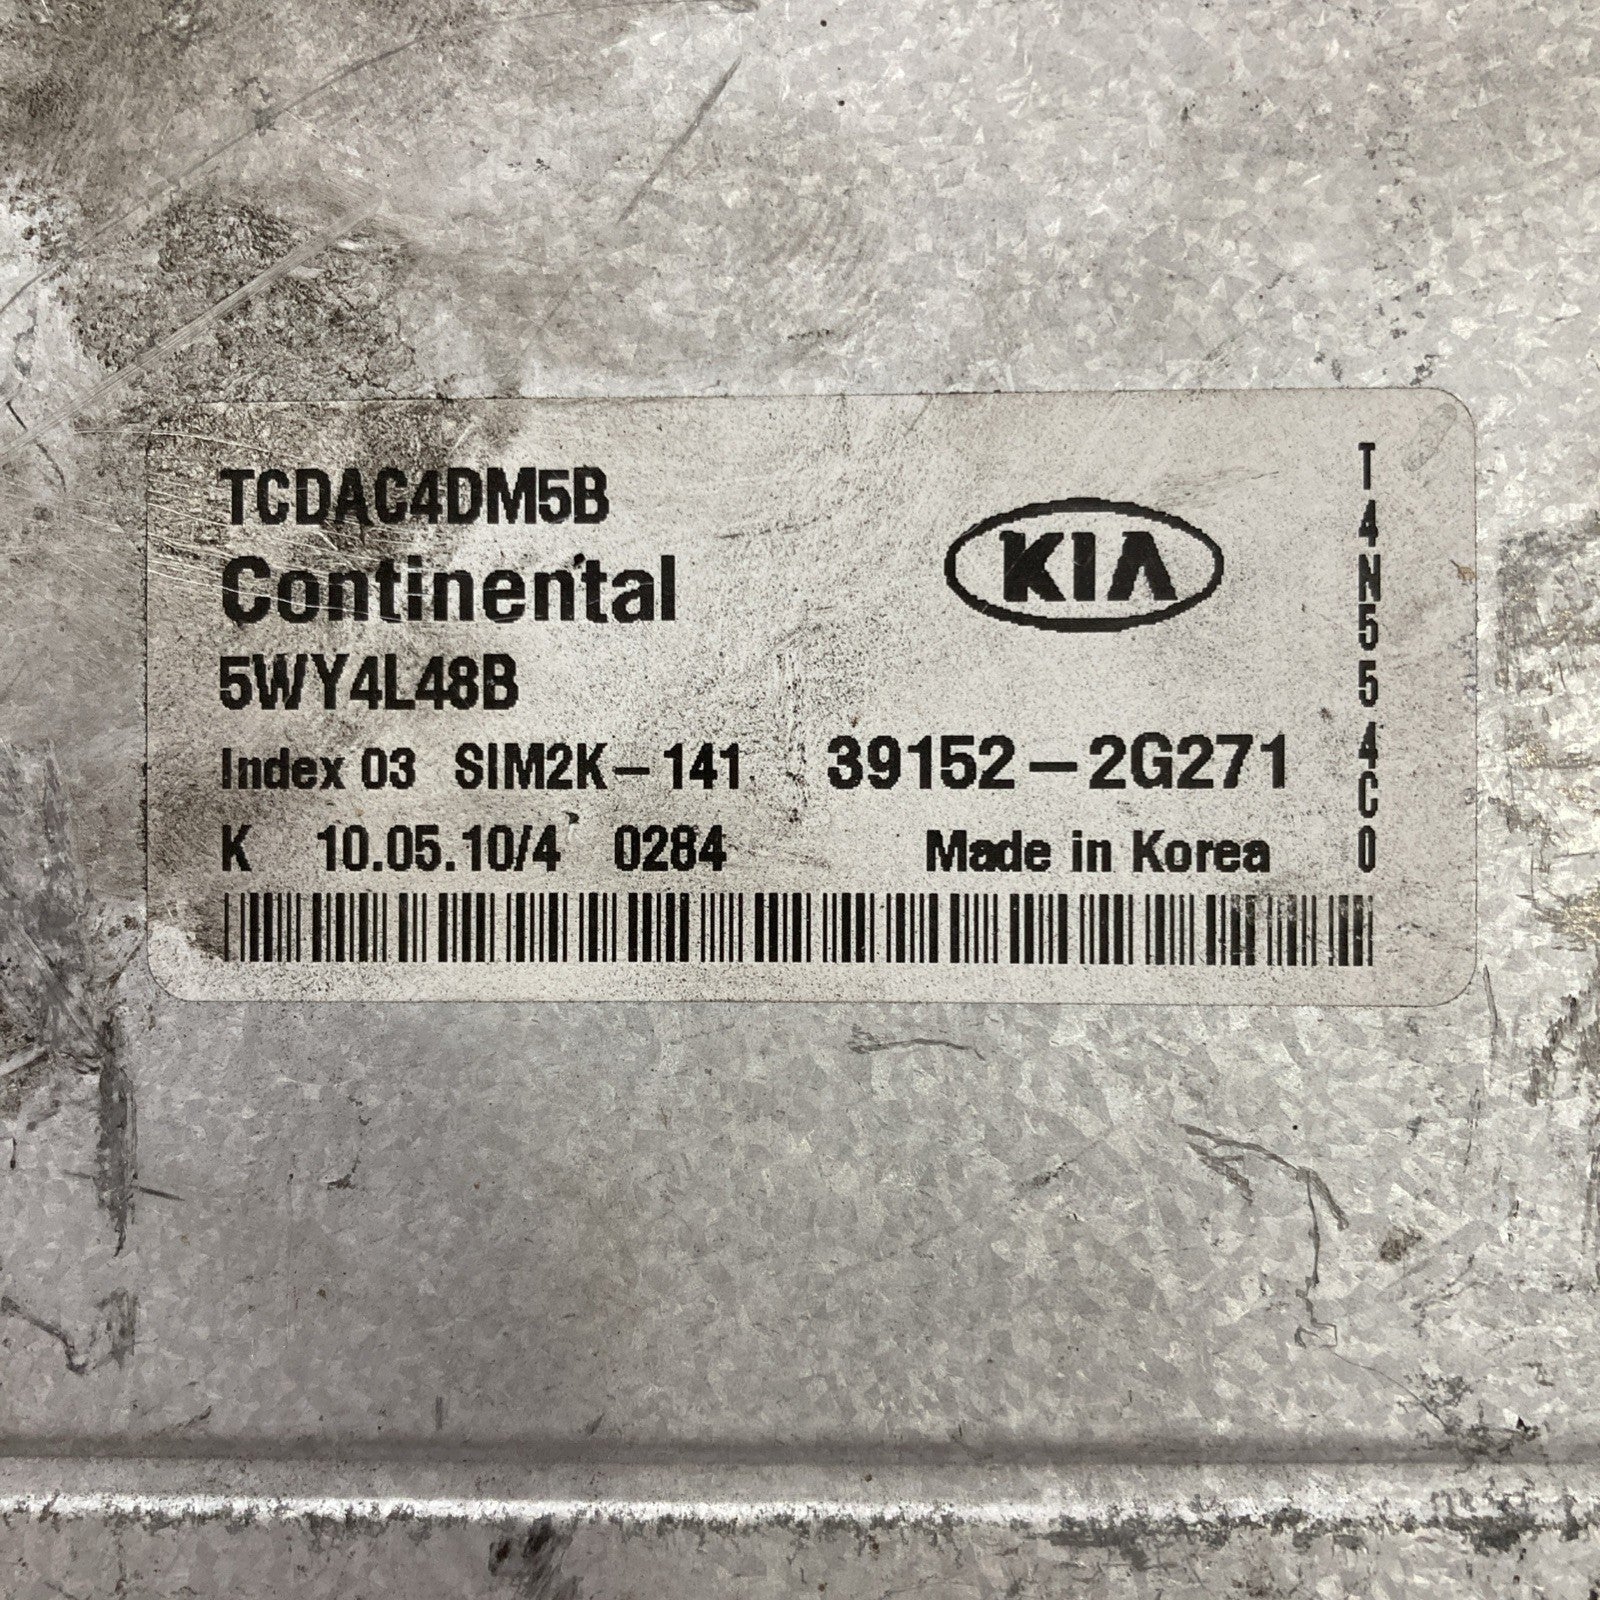 TCDAC4DM5B
Continental
KIA
5WY4L48B
Index 03 SIM2K-141 39152-2G271
K 10.05.10/4 0284 Made in Korea
T4N554C0